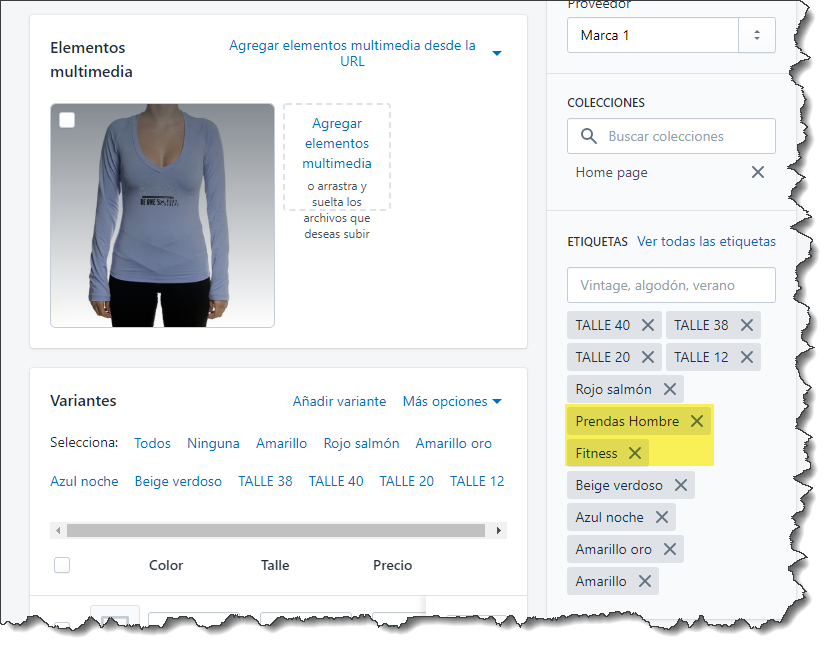 Proveedor
Marca 1
Elementos
multimedia
Agregar elementos multimedia desde la
URL
Agregar
elementos
multimedia
o arrastra y
suelta los
archivos que
deseas subir
COLECCIONES
Buscar colecciones
Home page
ETIQUETAS Ver todas las etiquetas
Vintage, algodón, verano
TALLE 40 TALLE 38
TALLE 20 TALLE 12
Rojo salmón
Prendas Hombre
Fitness
Beige verdoso
Azul noche
Amarillo oro
Amarillo
Variantes Añadir variante Más opciones
Selecciona: Todos Ninguna Amarillo Rojo salmón Amarillo oro
Azul noche Beige verdoso TALLE 38 TALLE 40 TALLE 20 TALLE 12
Color Talle Precio